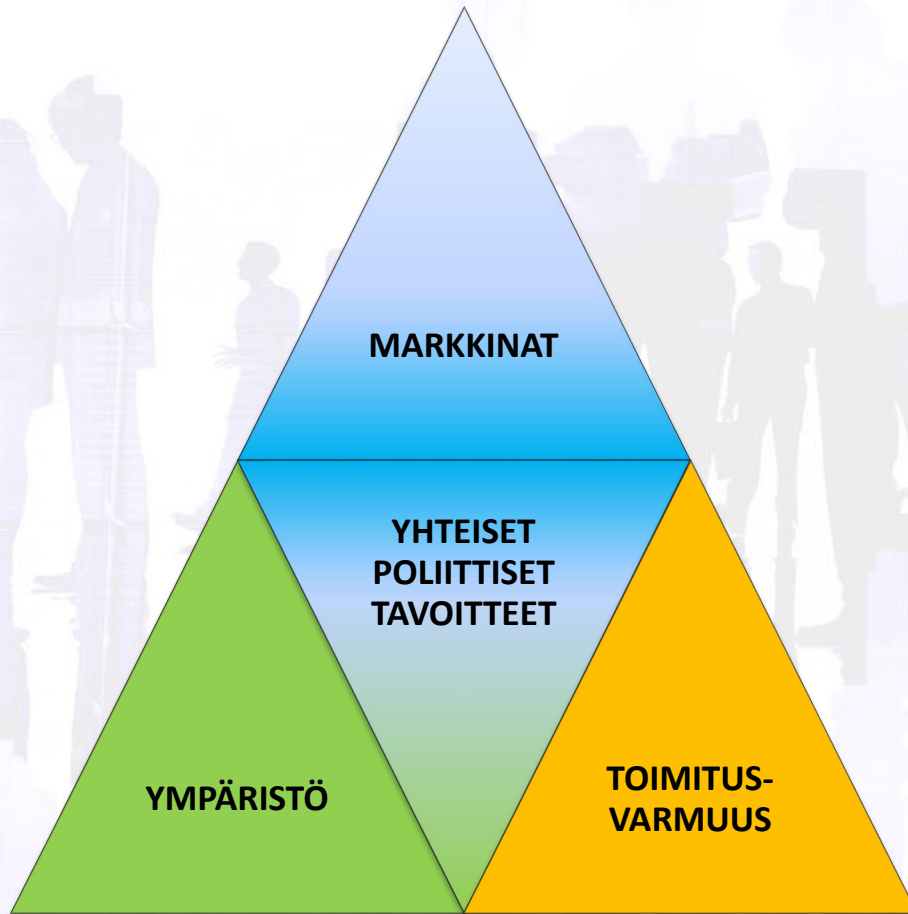 MARKKINAT
YHTEISET
POLIITTISET
TAVOITTEET
YMPÄRISTÖ
TOIMITUS-
VARMUUS